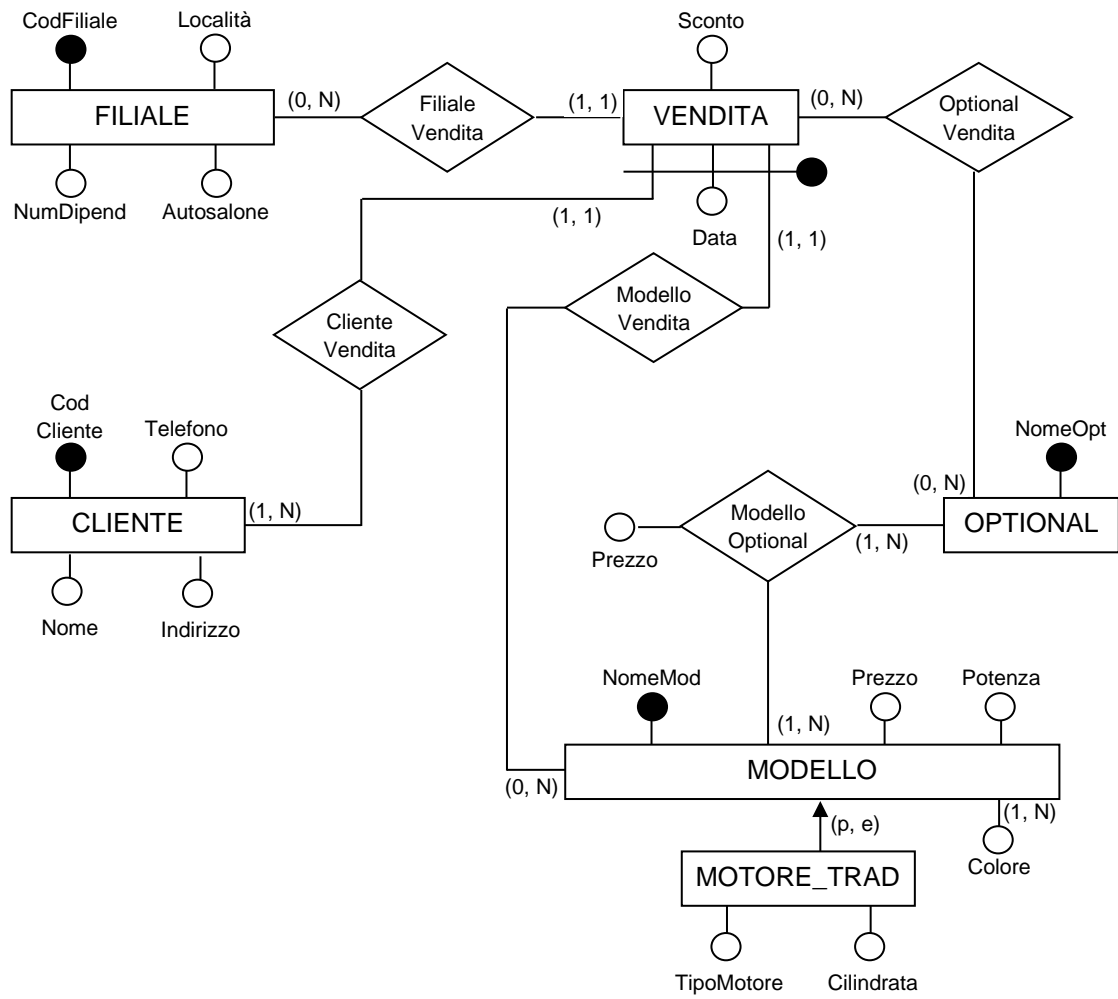 CodFiliale
Località
Sconto
(0, N)
Filiale
Vendita
(1, 1)
(0, N)
Optional
Vendita
FILIALE
VENDITA
NumDipend
Autosalone
(1, 1)
Data
(1, 1)
Modello
Vendita
Cliente
Vendita
Cod
Cliente
Telefono
NomeOpt
(0, N)
CLIENTE
(1, N)
Modello
Optional
OPTIONAL
(1, N)
Prezzo
Nome
Indirizzo
NomeMod
Prezzo
Potenza
(1, N)
MODELLO
(0, N)
(1, N)
(p, e)
Colore
MOTORE_TRAD
TipoMotore
Cilindrata